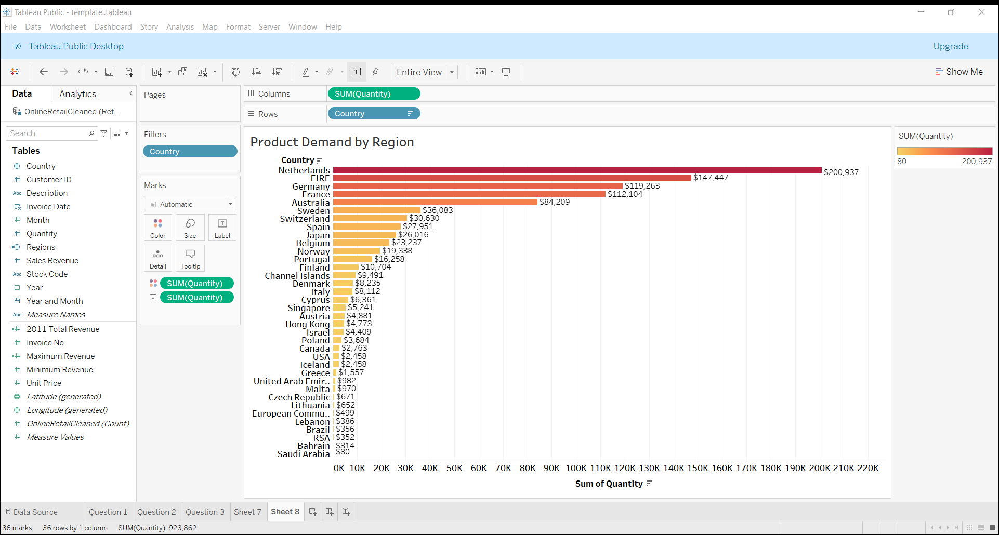 Tableau Public - template..tableau
File Data Worksheet Dashboard Story Analysis Map Format Server Window Help
Tableau Public Desktop
Upgrade
Entire View
Show Me
Data
Analytics
OnlineRetailCleaned (Ret...
Search
Tables
Country
Customer ID
Description
Invoice Date
Month
Quantity
Regions
Sales Revenue
Stock Code
Year
Year and Month
Measure Names
2011 Total Revenue
Invoice No
Maximum Revenue
Minimum Revenue
Unit Price
Latitude (generated)
Longitude (generated)
OnlineRetailCleaned (Count)
Measure Values
Pages
Filters
Country
Marks
Automatic
Color Size Label
Detail Tooltip
SUM(Quantity)
SUM(Quantity)
Columns SUM(Quantity)
Rows Country
Product Demand by Region
Country
Netherlands $200,937
EIRE $147,447
Germany $119,263
France $112,104
Australia $84,209
Sweden $36,083
Switzerland $30,630
Spain $27,951
Japan $26,016
Belgium $23,237
Norway $19,338
Portugal $16,258
Finland $10,704
Channel Islands $9,491
Denmark $8,235
Italy $8,112
Cyprus $6,361
Singapore $5,241
Austria $4,881
Hong Kong $4,773
Israel $4,409
Poland $3,684
Canada $2,763
USA $2,458
Iceland $2,458
Greece $1,557
United Arab Emir.. $982
Malta $970
Czech Republic $671
Lithuania $652
European Commu.. $499
Lebanon $386
Brazil $356
RSA $352
Bahrain $314
Saudi Arabia $80
0K 10K 20K 30K 40K 50K 60K 70K 80K 90K 100K 110K 120K 130K 140K 150K 160K 170K 180K 190K 200K 210K 220K
Sum of Quantity
SUM(Quantity)
80 200,937
Data Source Question 1 Question 2 Question 3 Sheet 7 Sheet 8
36 marks 36 rows by 1 column SUM(Quantity): 923,862